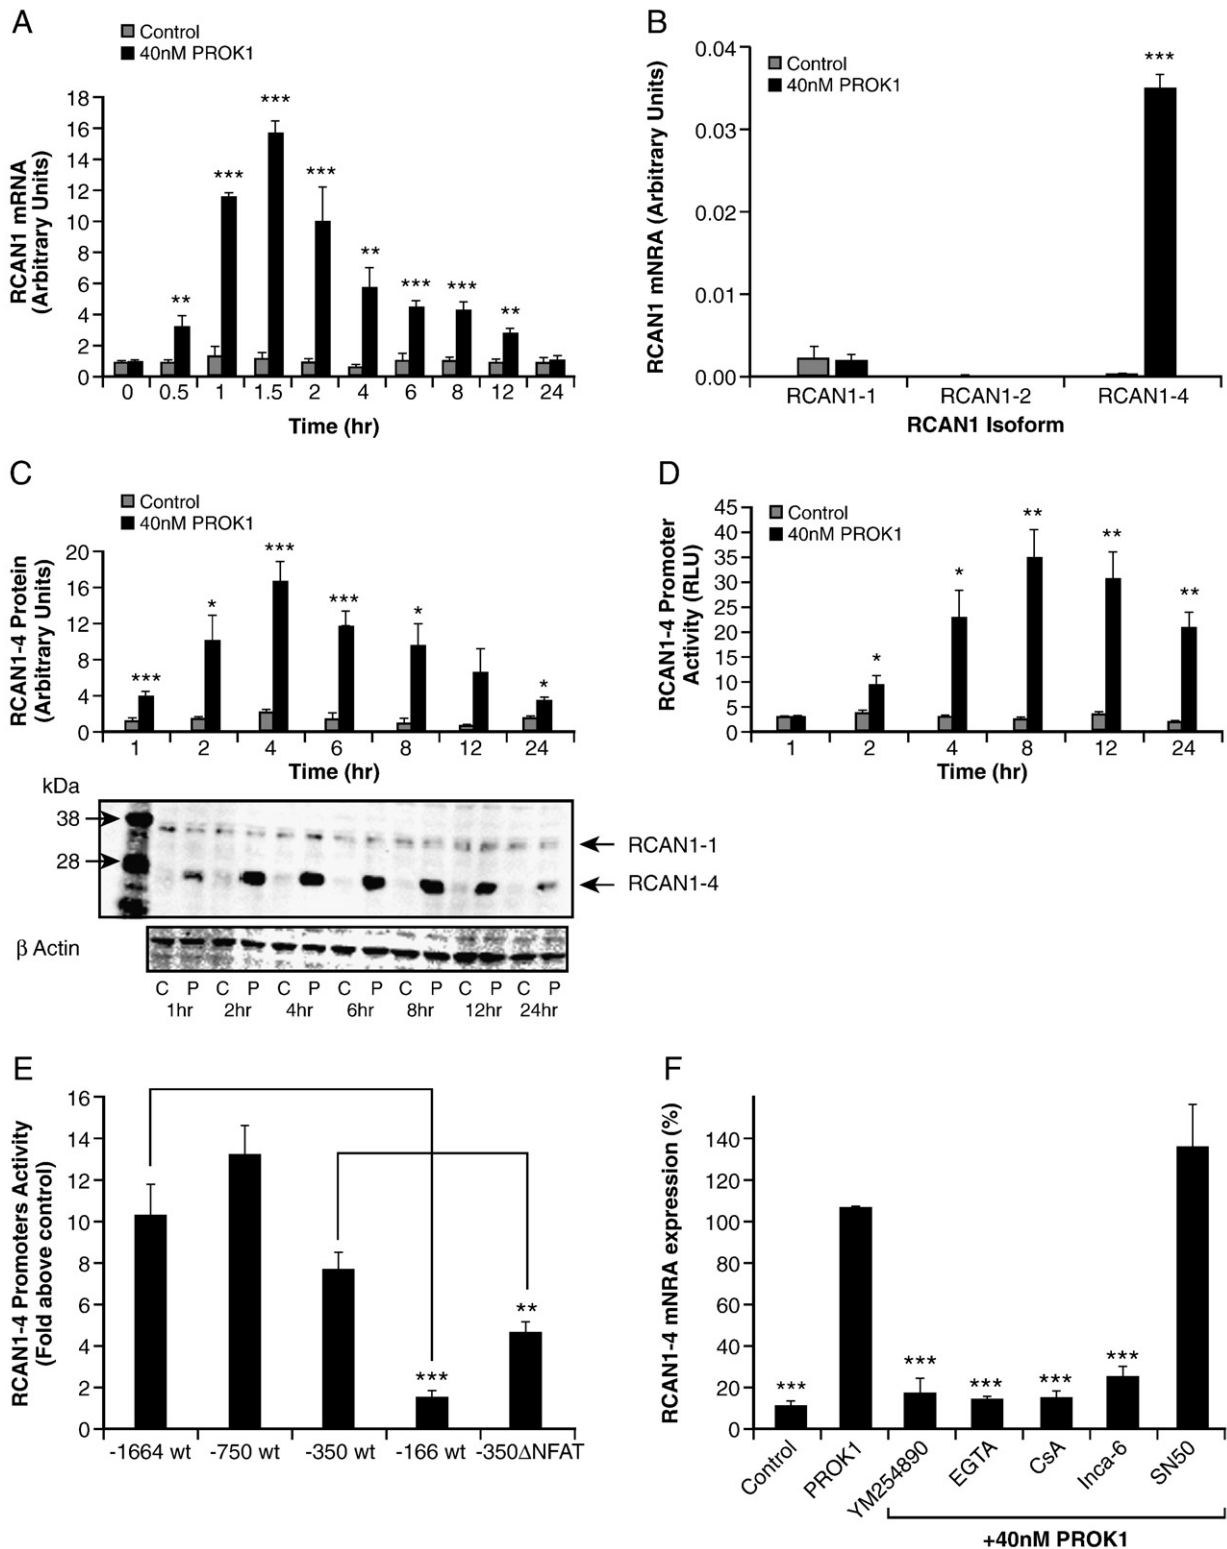 A
Control
40nM PROK1
RCAN1 mRNA
(Arbitrary Units)
18
16
14
12
10
8
6
4
2
0
** *** *** *** ** *** *** **
0 0.5 1 1.5 2 4 6 8 12 24
Time (hr)
B
Control
40nM PROK1
RCAN1 mNRA (Arbitrary Units)
0.04
0.03
0.02
0.01
0.00
***
RCAN1-1 RCAN1-2 RCAN1-4
RCAN1 Isoform
C
Control
40nM PROK1
RCAN1-4 Protein
(Arbitrary Units)
20
16
12
8
4
0
*** * *** *** * *
1 2 4 6 8 12 24
Time (hr)
kDa
38
28
RCAN1-1
RCAN1-4
β Actin
C P C P C P C P C P C P C P
1hr 2hr 4hr 6hr 8hr 12hr 24hr
D
Control
40nM PROK1
RCAN1-4 Promoter
Activity (RLU)
45
40
35
30
25
20
15
10
5
0
* * ** ** **
1 2 4 8 12 24
Time (hr)
E
RCAN1-4 Promoters Activity
(Fold above control)
16
14
12
10
8
6
4
2
0
*** **
-1664 wt -750 wt -350 wt -166 wt -350ΔNFAT
F
RCAN1-4 mNRA expression (%)
140
120
100
80
60
40
20
0
*** *** *** *** ***
Control PROK1 YM254890 EGTA CsA Inca-6 SN50
+40nM PROK1